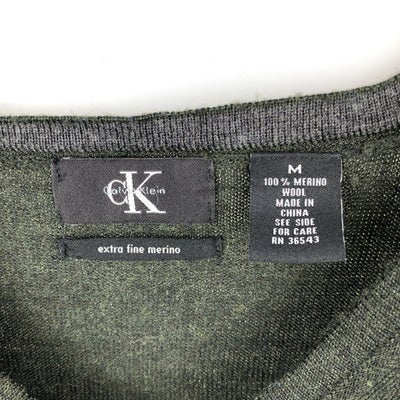 cK
Calvin Klein
extra fine merino
M
100% MERINO
WOOL
MADE IN
CHINA
SEE SIDE
FOR CARE
RN 36543